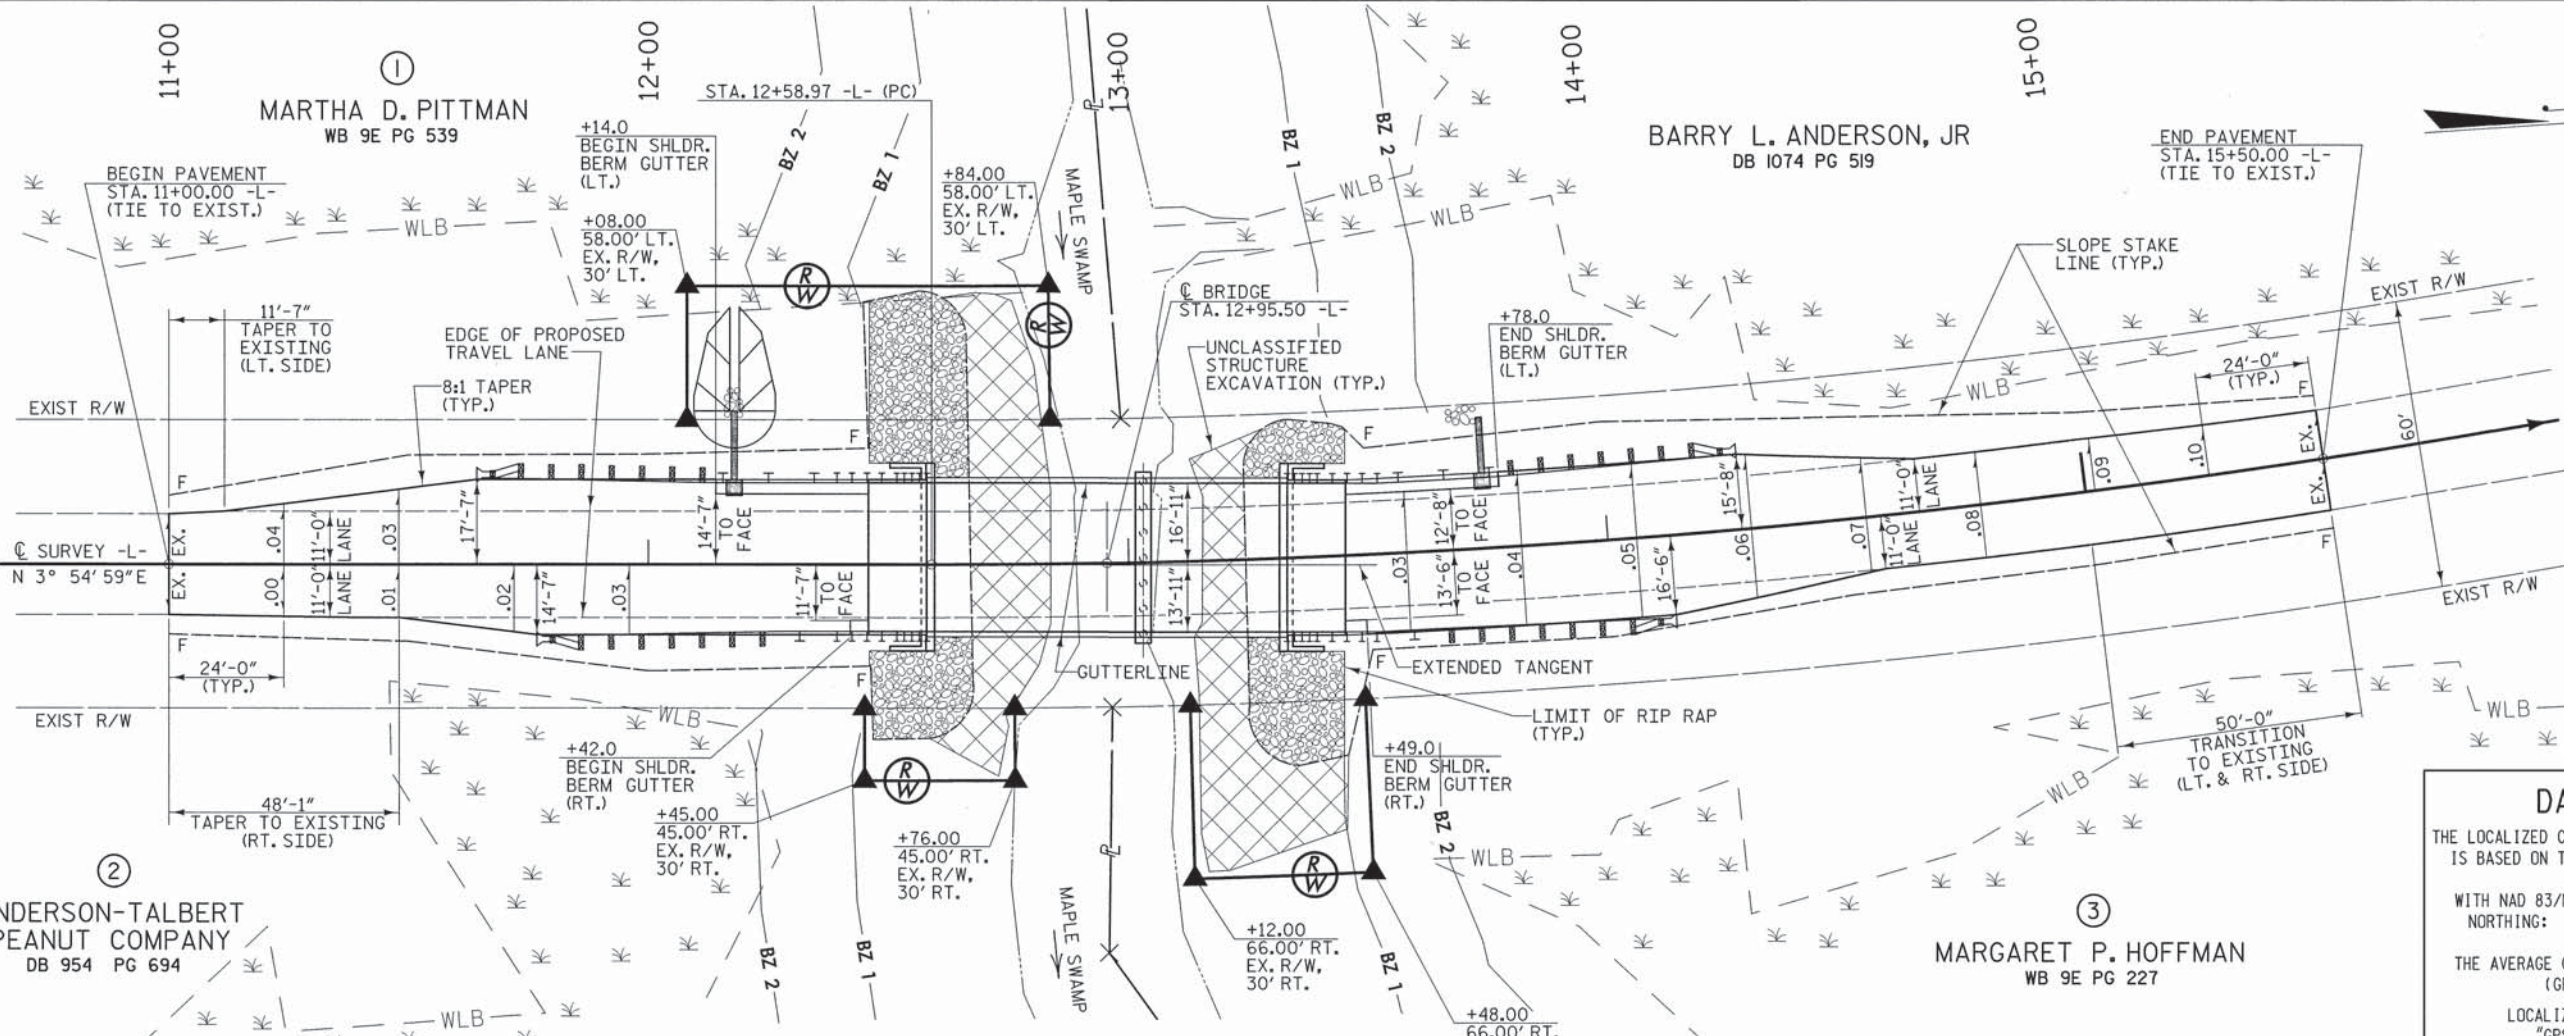 11+00
12+00
13+00
14+00
15+00
1
MARTHA D. PITTMAN
WB 9E PG 539
BEGIN PAVEMENT
STA. 11+00.00 -L-
(TIE TO EXIST.)
STA. 12+58.97 -L- (PC)
+14.0
BEGIN SHLDR.
BERM GUTTER
(LT.)
+08.00
58.00' LT.
EX. R/W,
30' LT.
BZ 2
BZ 1
+84.00
58.00' LT.
EX. R/W,
30' LT.
MAPLE SWAMP
PL
BZ 1
BZ 2
BARRY L. ANDERSON, JR
DB 1074 PG 519
END PAVEMENT
STA. 15+50.00 -L-
(TIE TO EXIST.)
WLB
WLB
WLB
R/W
R/W
11'-7"
TAPER TO
EXISTING
(LT. SIDE)
EDGE OF PROPOSED
TRAVEL LANE
8:1 TAPER
(TYP.)
℄ BRIDGE
STA. 12+95.50 -L-
UNCLASSIFIED
STRUCTURE
EXCAVATION (TYP.)
+78.0
END SHLDR.
BERM GUTTER
(LT.)
SLOPE STAKE
LINE (TYP.)
EXIST R/W
24'-0"
(TYP.)
WLB
60'
EXIST R/W
F
F
F
F
℄ SURVEY -L-
N 3° 54' 59"E
EX.
EX.
.04
.00
11'-0"
LANE
11'-0"
LANE
.03
.01
17'-7"
.02
14'-7"
.03
14'-7"
TO
FACE
11'-7"
TO
FACE
16'-11"
13'-11"
.03
12'-8"
TO
FACE
13'-6"
TO
FACE
.04
.05
16'-6"
15'-8"
.06
.07
11'-0"
LANE
11'-0"
LANE
.08
.09
.10
EX.
EX.
F
F
F
F
24'-0"
(TYP.)
GUTTERLINE
EXTENDED TANGENT
EXIST R/W
EXIST R/W
WLB
LIMIT OF RIP RAP
(TYP.)
50'-0"
TRANSITION
TO EXISTING
(LT. & RT. SIDE)
WLB
48'-1"
TAPER TO EXISTING
(RT. SIDE)
+42.0
BEGIN SHLDR.
BERM GUTTER
(RT.)
R/W
+49.0
END SHLDR.
BERM GUTTER
(RT.)
+45.00
45.00' RT.
EX. R/W,
30' RT.
+76.00
45.00' RT.
EX. R/W,
30' RT.
PL
BZ 2
WLB
WLB
R/W
2
NDERSON-TALBERT
PEANUT COMPANY
DB 954 PG 694
BZ 2
BZ 1
MAPLE SWAMP
+12.00
66.00' RT.
EX. R/W,
30' RT.
BZ 1
3
MARGARET P. HOFFMAN
WB 9E PG 227
WLB
+48.00
66.00' RT.
DA
THE LOCALIZED C
IS BASED ON T
WITH NAD 83/
NORTHING:
THE AVERAGE
(G
LOCALIZ